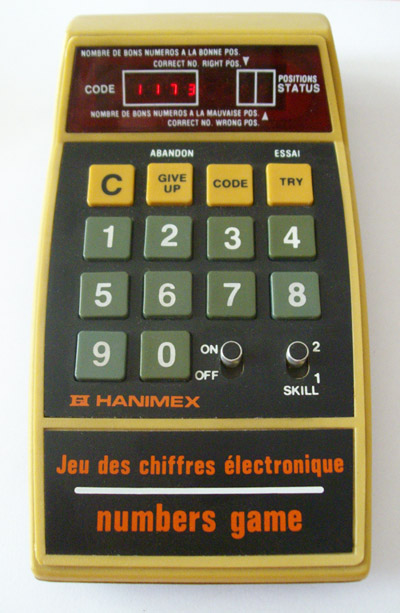 NOMBRE DE BONS NUMEROS A LA BONNE POS.
CORRECT NO. RIGHT POS.▼
CODE 1173 POSITIONS STATUS
NOMBRE DE BONS NUMEROS A LA MAUVAISE POS.
CORRECT NO. WRONG POS. ▲
ABANDON ESSAI
C GIVE UP CODE TRY
1 2 3 4
5 6 7 8
9 0 ON OFF 2 1 SKILL
HANIMEX
Jeu des chiffres électronique
numbers game